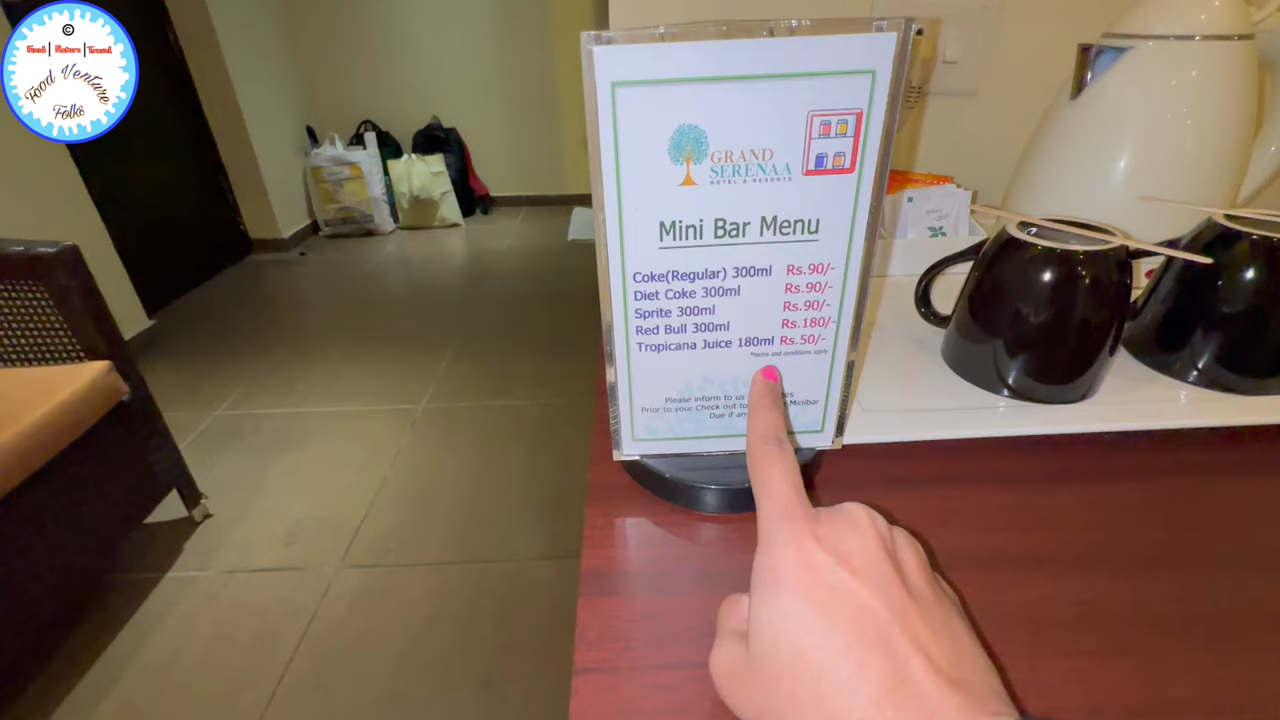 ©
Food | Nature | Travel
Food Venture
Folks
GRAND
SERENAA
HOTEL & RESORTS
Mini Bar Menu
Coke(Regular) 300ml Rs.90/-
Diet Coke 300ml Rs.90/-
Sprite 300ml Rs.90/-
Red Bull 300ml Rs.180/-
Tropicana Juice 180ml Rs.50/-
*terms and conditions apply
Please inform to us
Prior to your Check out to Minibar
Due if